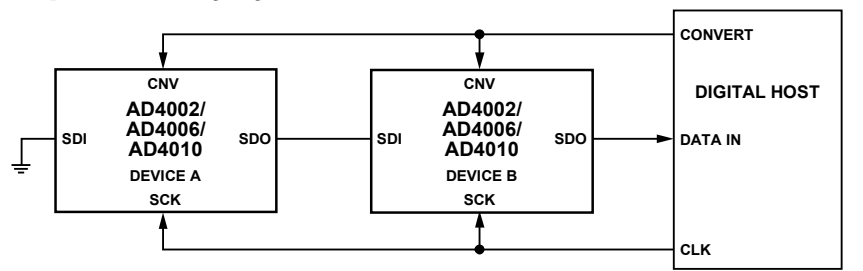 CONVERT
CNV
CNV
DIGITAL HOST
AD4002/
AD4006/
AD4010
AD4002/
AD4006/
AD4010
SDI
SDO
SDI
SDO
DATA IN
DEVICE A
DEVICE B
SCK
SCK
CLK